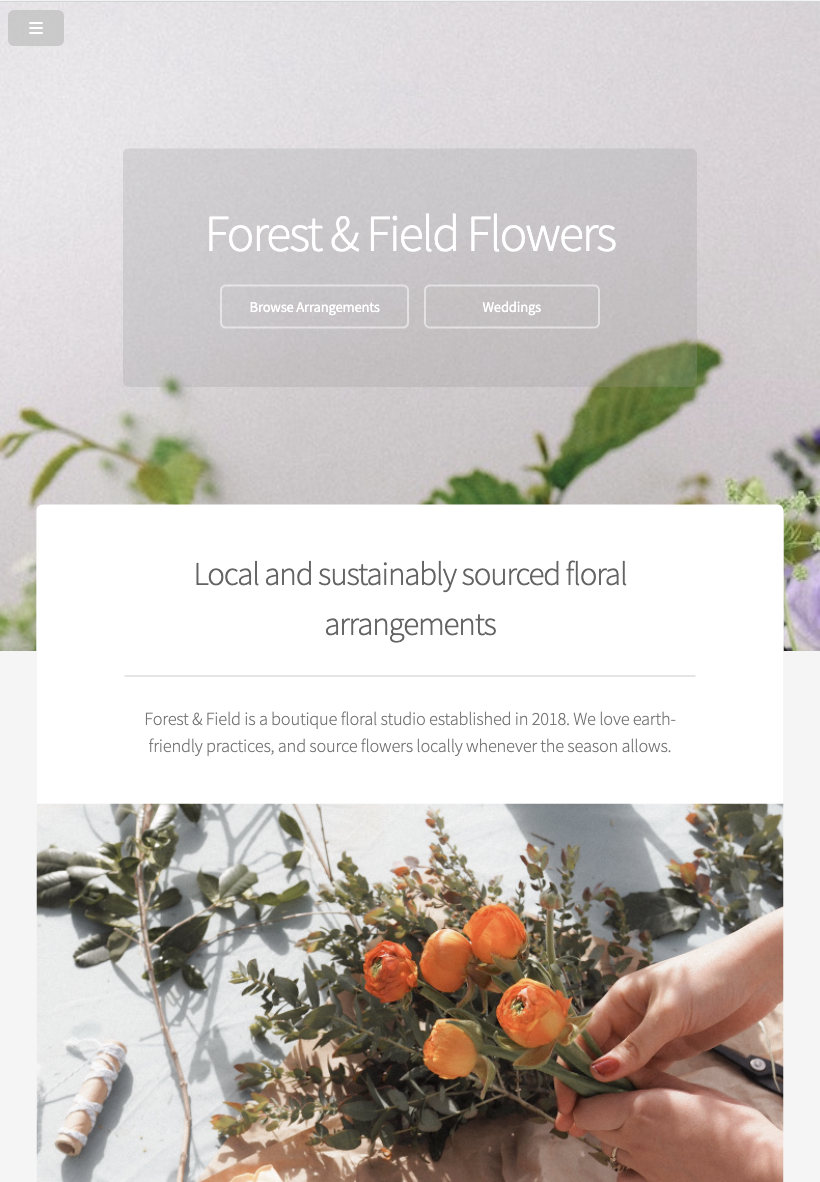 Forest & Field Flowers
Browse Arrangements
Weddings
Local and sustainably sourced floral
arrangements
Forest & Field is a boutique floral studio established in 2018. We love earth-
friendly practices, and source flowers locally whenever the season allows.